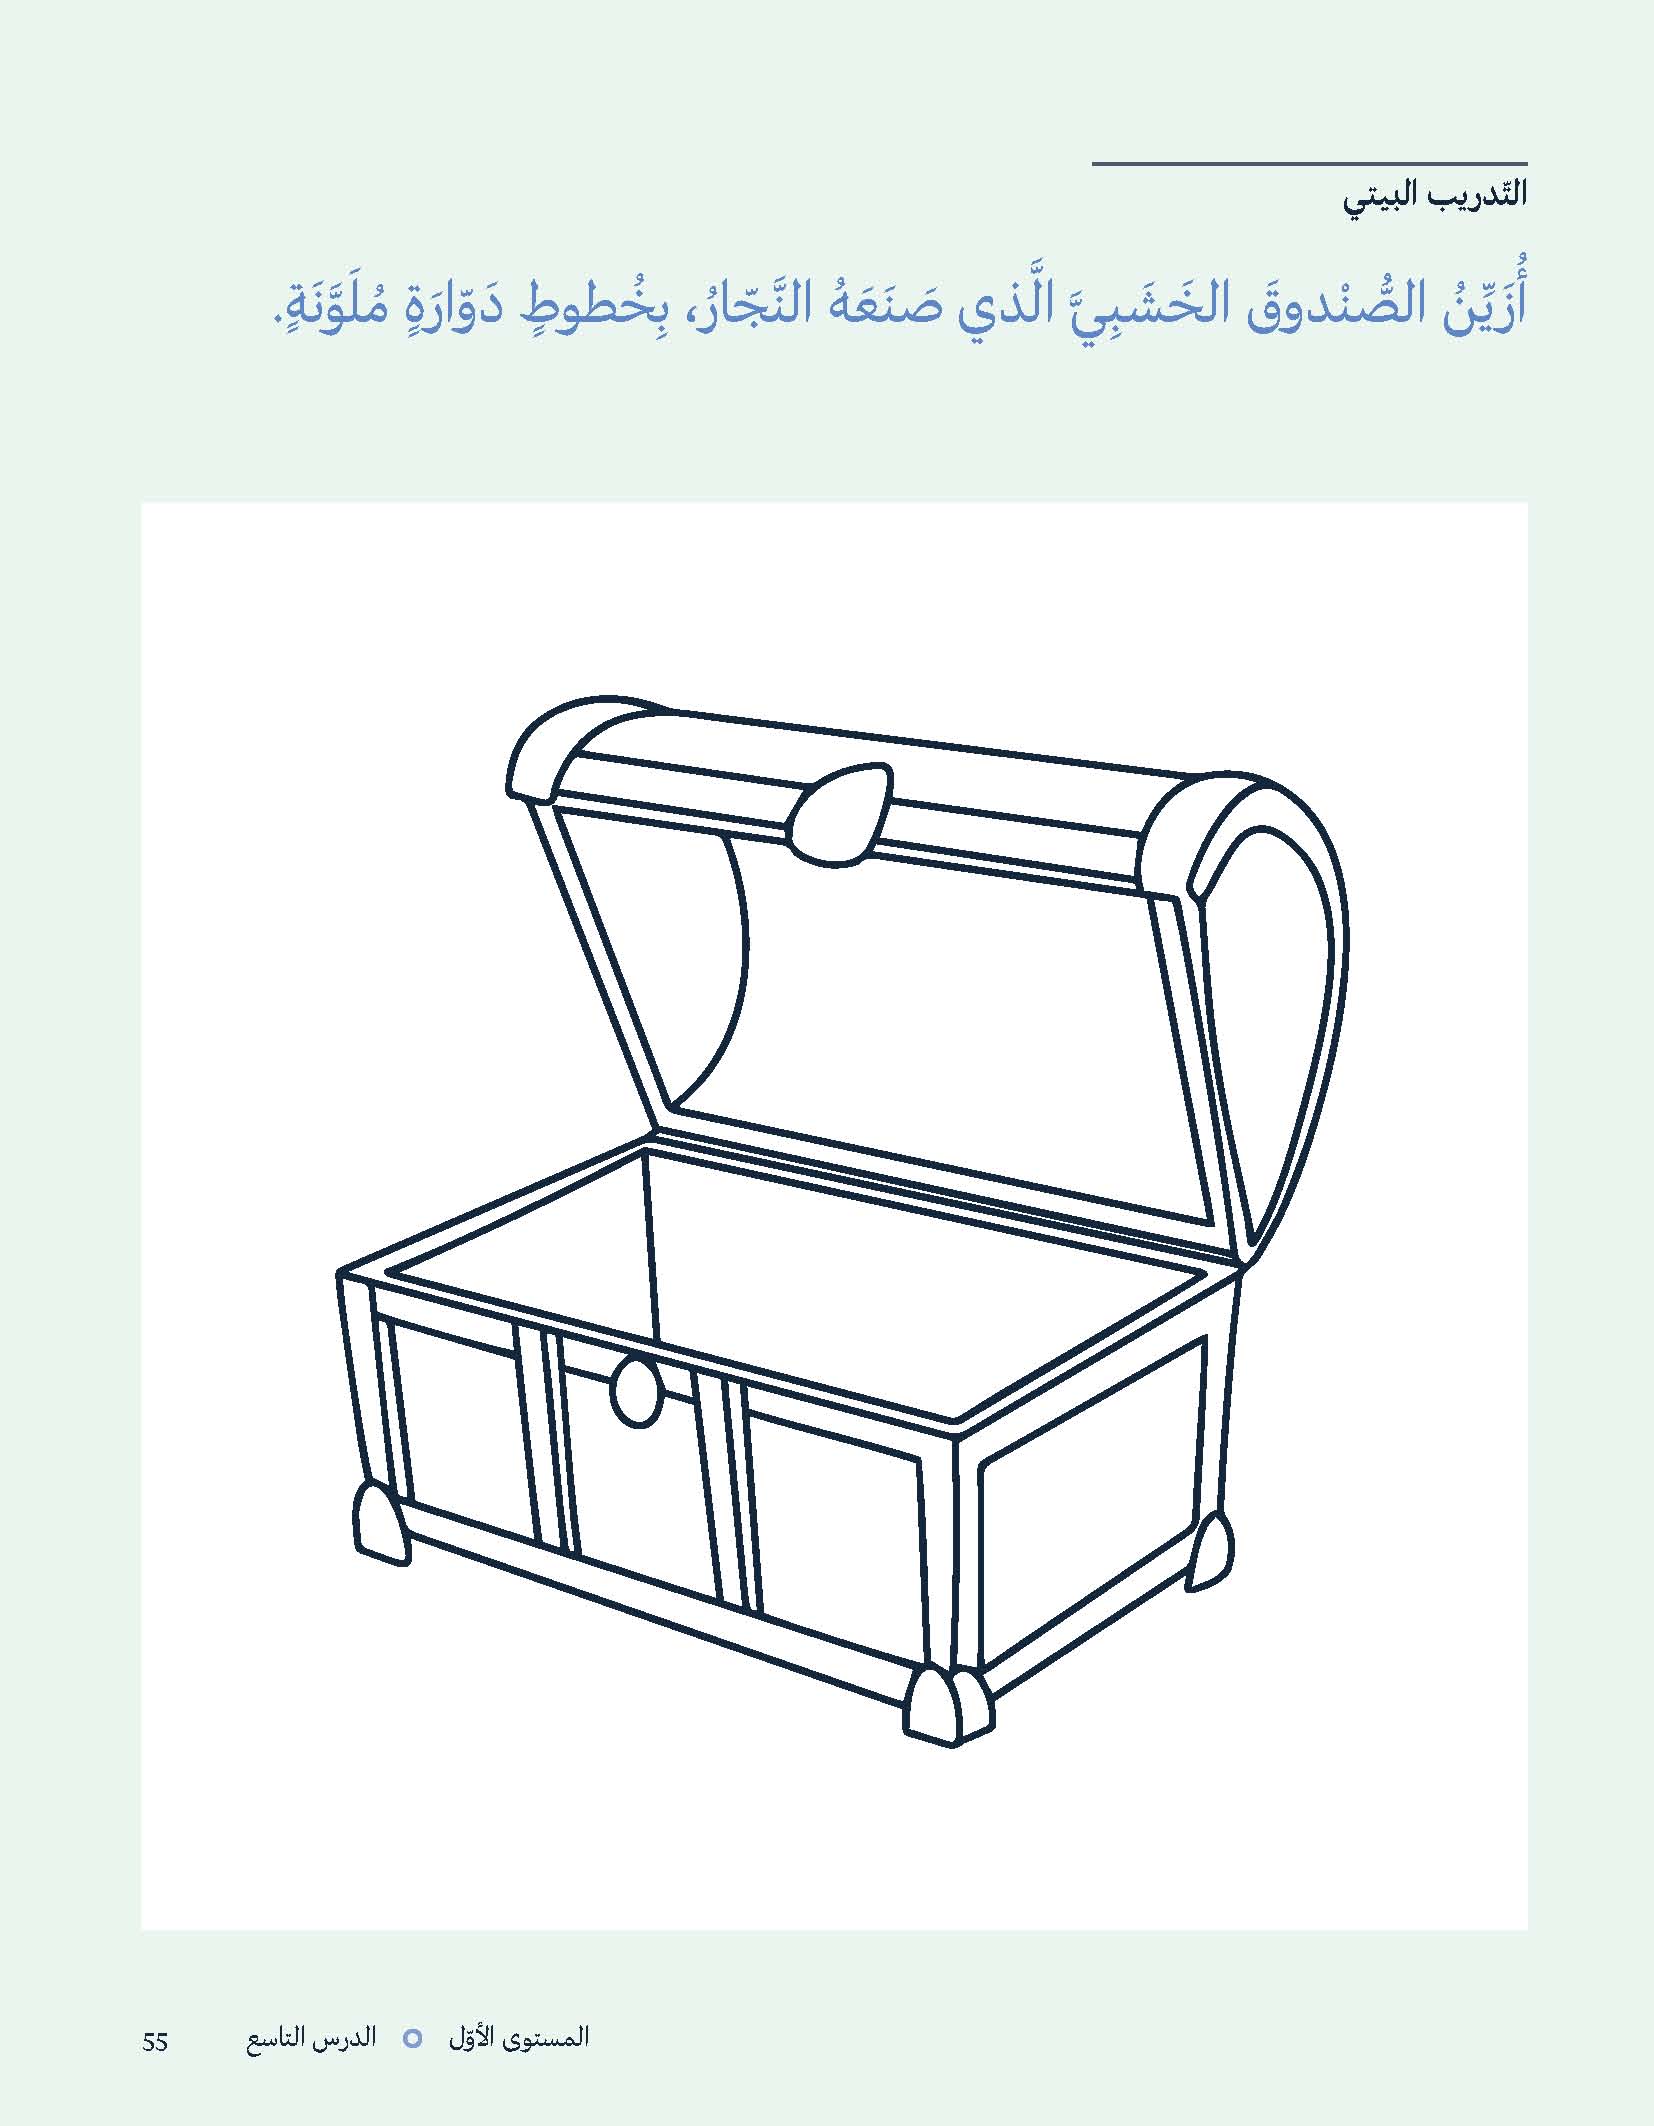 التّدريب البيتي
أُزَيِّنُ الصُّنْدوقَ الخَشَبِيَّ الَّذي صَنَعَهُ النَّجّارُ، بِخُطوطٍ دَوّارَةٍ مُلَوَّنَةٍ.
المستوى الأوّل الدرس التاسع 55